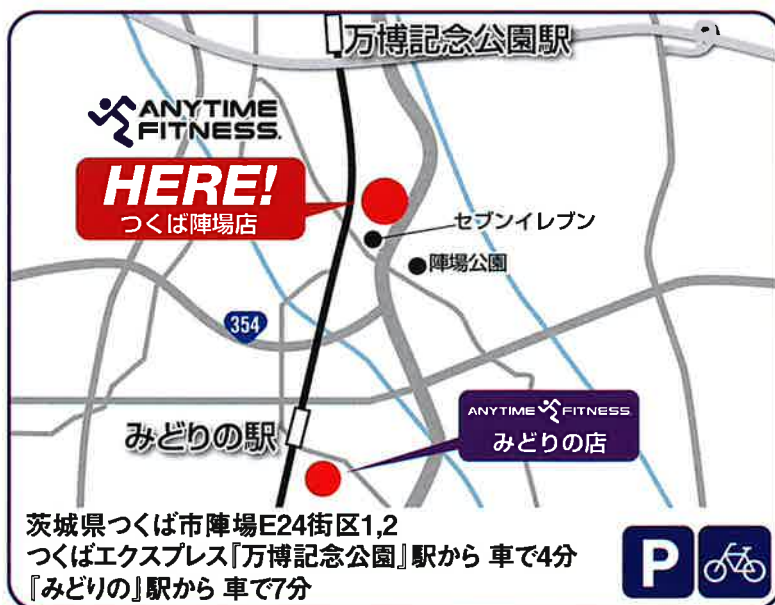 万博記念公園駅
ANYTIME
FITNESS.
HERE!
つくば陣場店
セブンイレブン
陣場公園
354
ANYTIME FITNESS.
みどりの店
みどりの駅
茨城県つくば市陣場E24街区1,2
つくばエクスプレス『万博記念公園』駅から 車で4分
『みどりの』駅から 車で7分
P